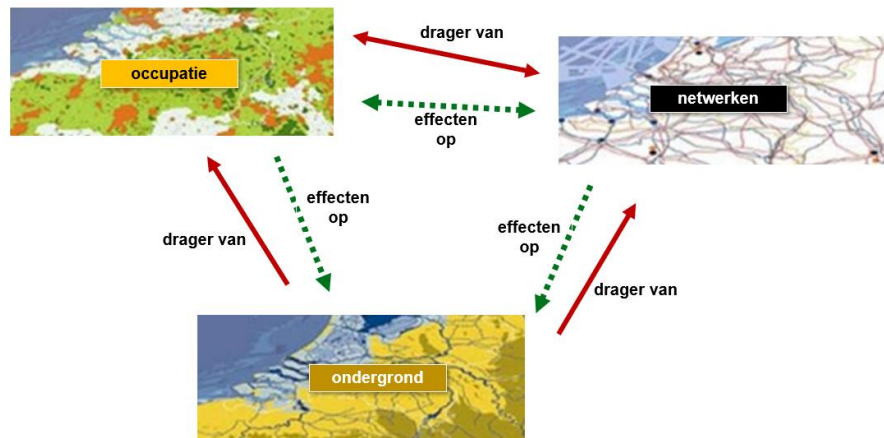 drager van
occupatie
netwerken
effecten
op
effecten
op
effecten
op
drager van
drager van
ondergrond